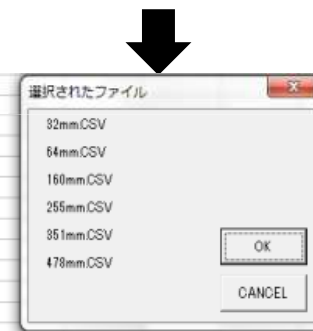 選択されたファイル
32mm.CSV
64mm.CSV
160mm.CSV
255mm.CSV
351mm.CSV
478mm.CSV
OK
CANCEL